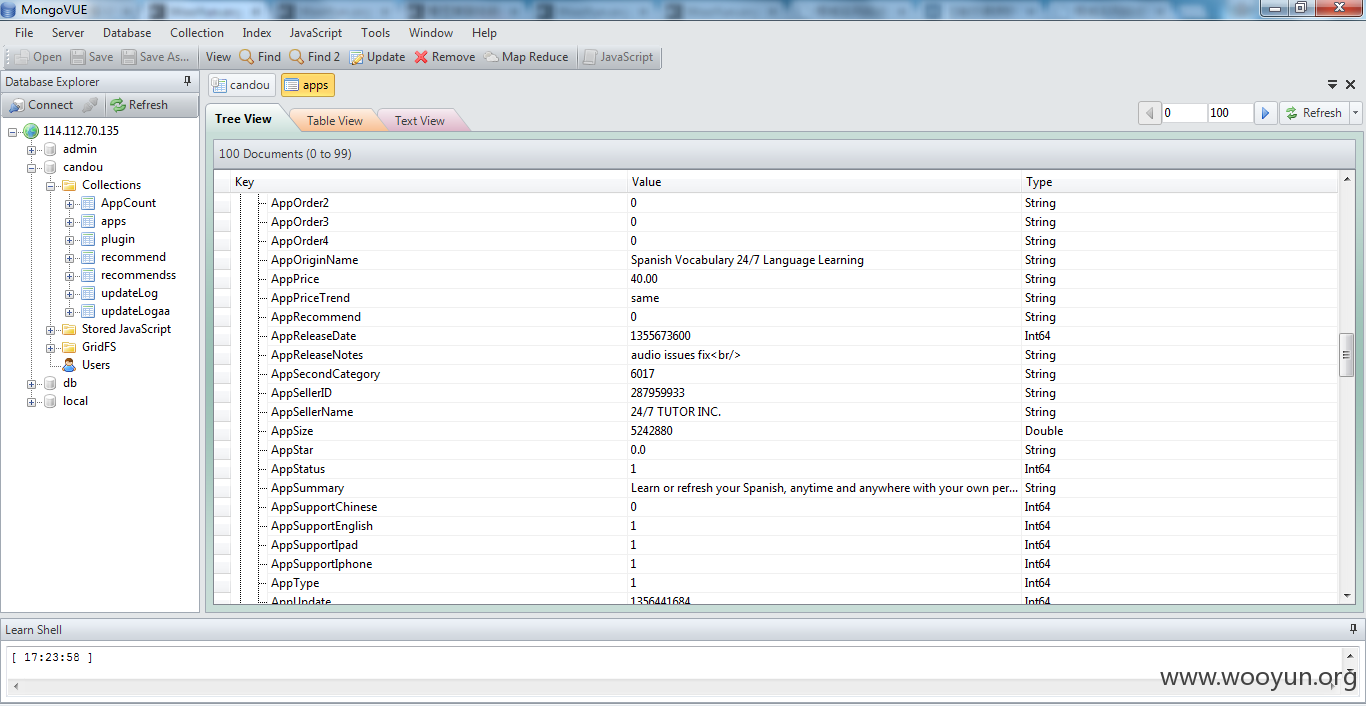 MongoVUE
File Server Database Collection Index JavaScript Tools Window Help
Open Save Save As... View Find Find 2 Update Remove Map Reduce JavaScript
Database Explorer
Connect Refresh
114.112.70.135
admin
candou
Collections
AppCount
apps
plugin
recommend
recommendss
updateLog
updateLogaa
Stored JavaScript
GridFS
Users
db
local
candou apps
Tree View Table View Text View
0 100 Refresh
100 Documents (0 to 99)
Key Value Type
AppOrder2 0 String
AppOrder3 0 String
AppOrder4 0 String
AppOriginName Spanish Vocabulary 24/7 Language Learning String
AppPrice 40.00 String
AppPriceTrend same String
AppRecommend 0 String
AppReleaseDate 1355673600 Int64
AppReleaseNotes audio issues fix<br/> String
AppSecondCategory 6017 String
AppSellerID 287959933 String
AppSellerName 24/7 TUTOR INC. String
AppSize 5242880 Double
AppStar 0.0 String
AppStatus 1 Int64
AppSummary Learn or refresh your Spanish, anytime and anywhere with your own per... String
AppSupportChinese 0 Int64
AppSupportEnglish 1 Int64
AppSupportIpad 1 Int64
AppSupportIphone 1 Int64
AppType 1 Int64
AppUpdate 1356441684 Int64
Learn Shell
[ 17:23:58 ]
www.wooyun.org